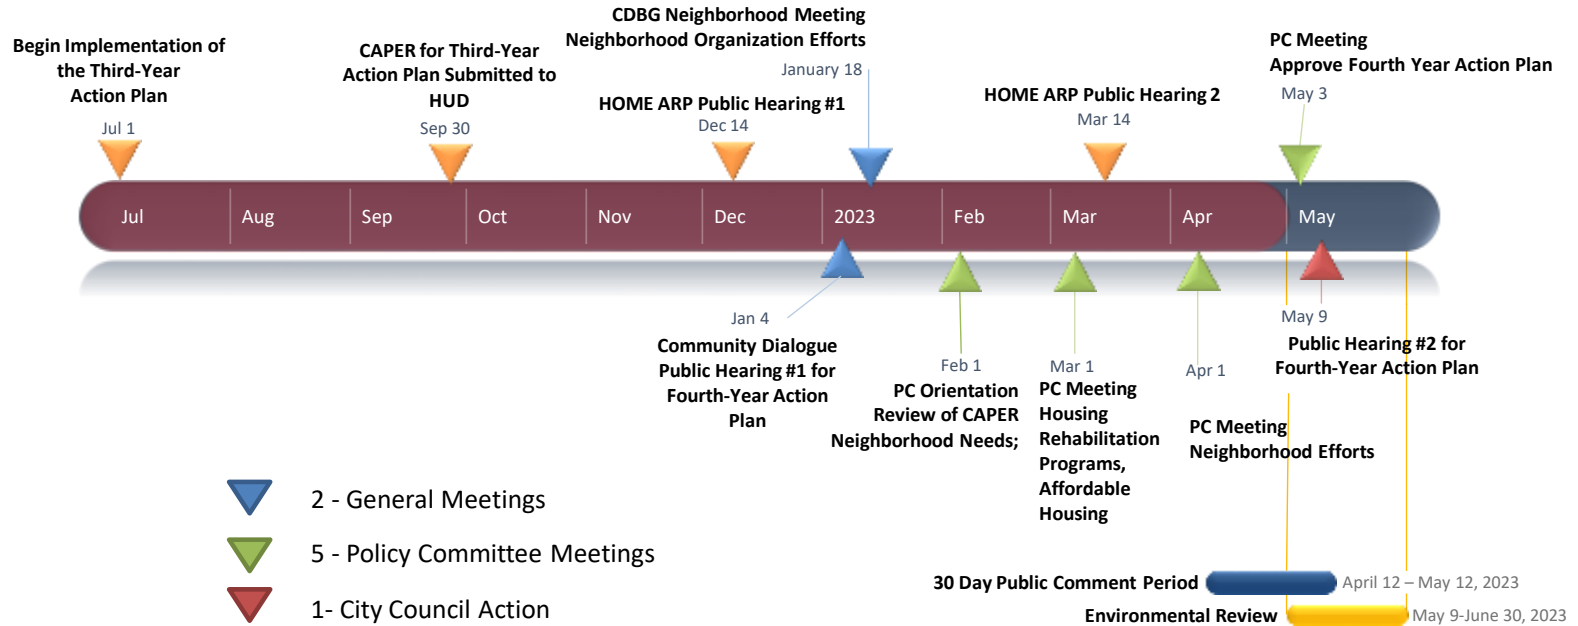 Begin Implementation of
the Third-Year
Action Plan
Jul 1
CAPER for Third-Year
Action Plan Submitted to
HUD
Sep 30
CDBG Neighborhood Meeting
Neighborhood Organization Efforts
January 18
HOME ARP Public Hearing #1
Dec 14
HOME ARP Public Hearing 2
Mar 14
PC Meeting
Approve Fourth Year Action Plan
May 3
Jul
Aug
Sep
Oct
Nov
Dec
2023
Feb
Mar
Apr
May
Jan 4
Community Dialogue
Public Hearing #1 for
Fourth-Year Action
Plan
Feb 1
PC Orientation
Review of CAPER
Neighborhood Needs;
Mar 1
PC Meeting
Housing
Rehabilitation
Programs,
Affordable
Housing
Apr 1
PC Meeting
Neighborhood Efforts
May 9
Public Hearing #2 for
Fourth-Year Action Plan
2 - General Meetings
5 - Policy Committee Meetings
1- City Council Action
30 Day Public Comment Period
April 12 – May 12, 2023
Environmental Review
May 9-June 30, 2023